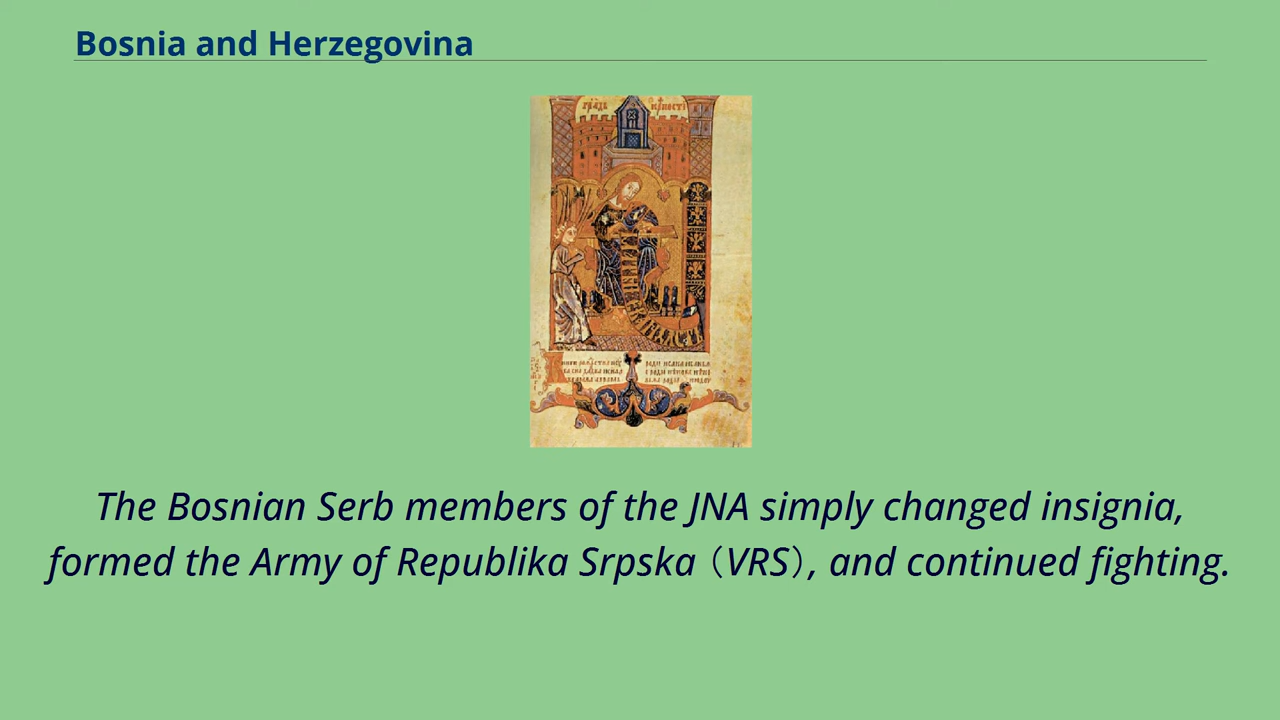 Bosnia and Herzegovina
The Bosnian Serb members of the JNA simply changed insignia,
formed the Army of Republika Srpska（VRS）, and continued fighting.